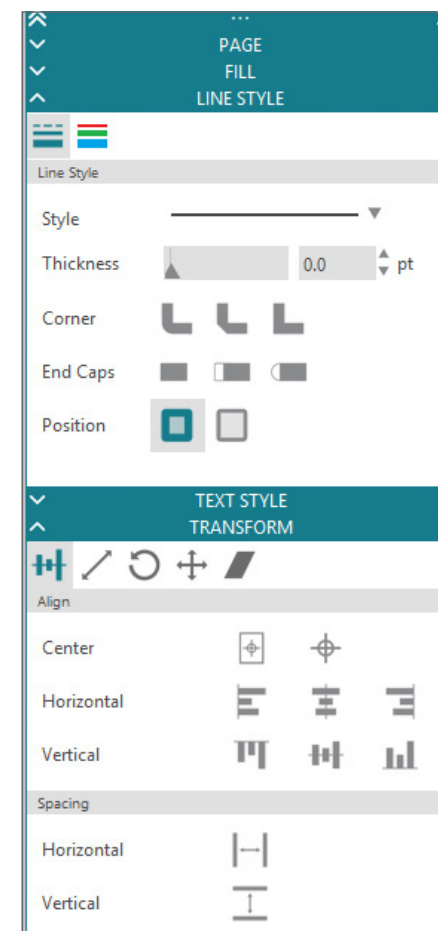 PAGE
FILL
LINE STYLE
Line Style
Style
Thickness 0.0 pt
Corner
End Caps
Position
TEXT STYLE
TRANSFORM
Align
Center
Horizontal
Vertical
Spacing
Horizontal
Vertical